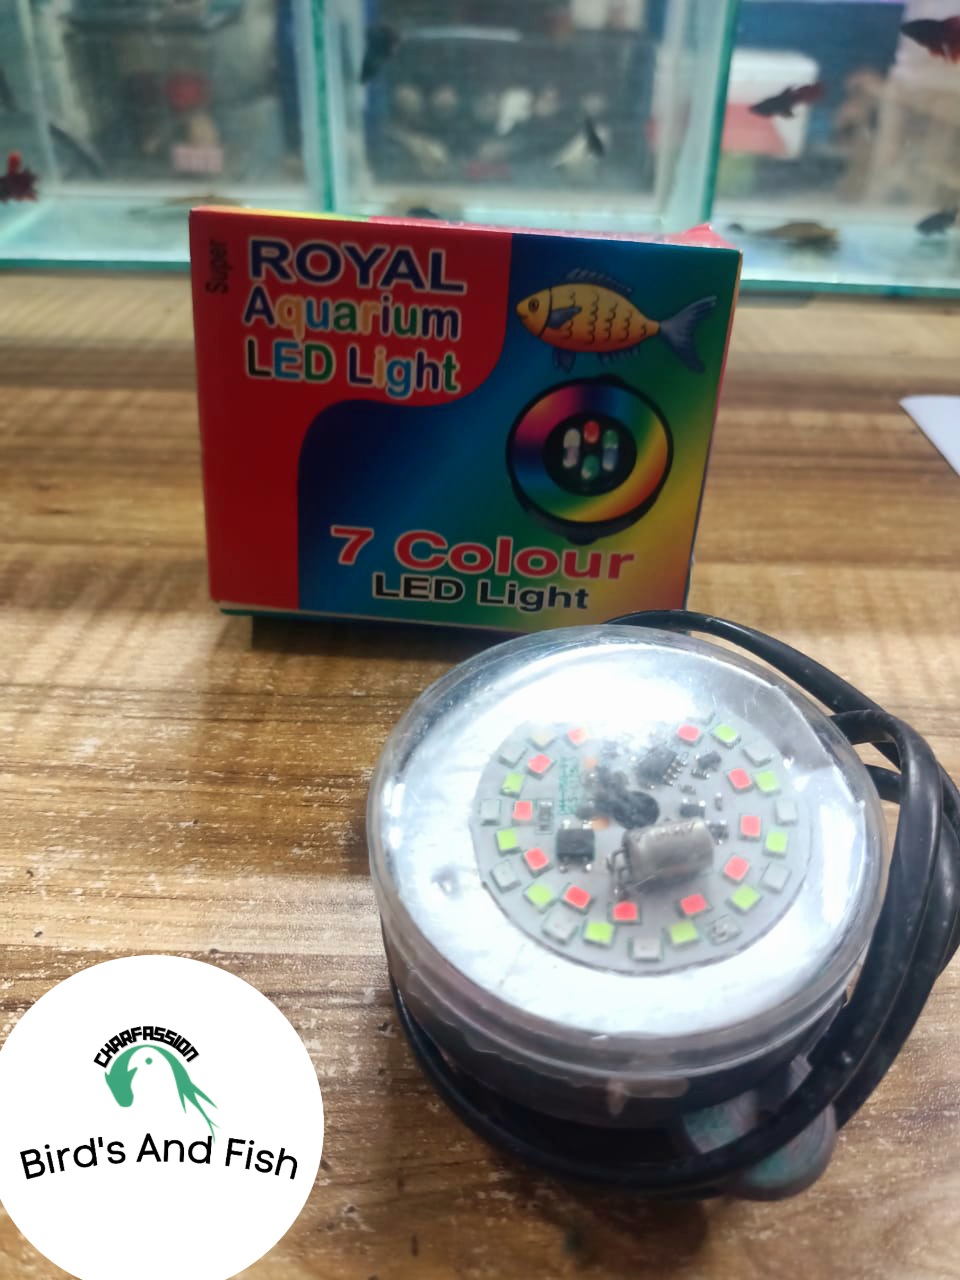 Super
ROYAL
Aquarium
LED Light
7 Colour
LED Light
CHARFASSION
Bird's And Fish